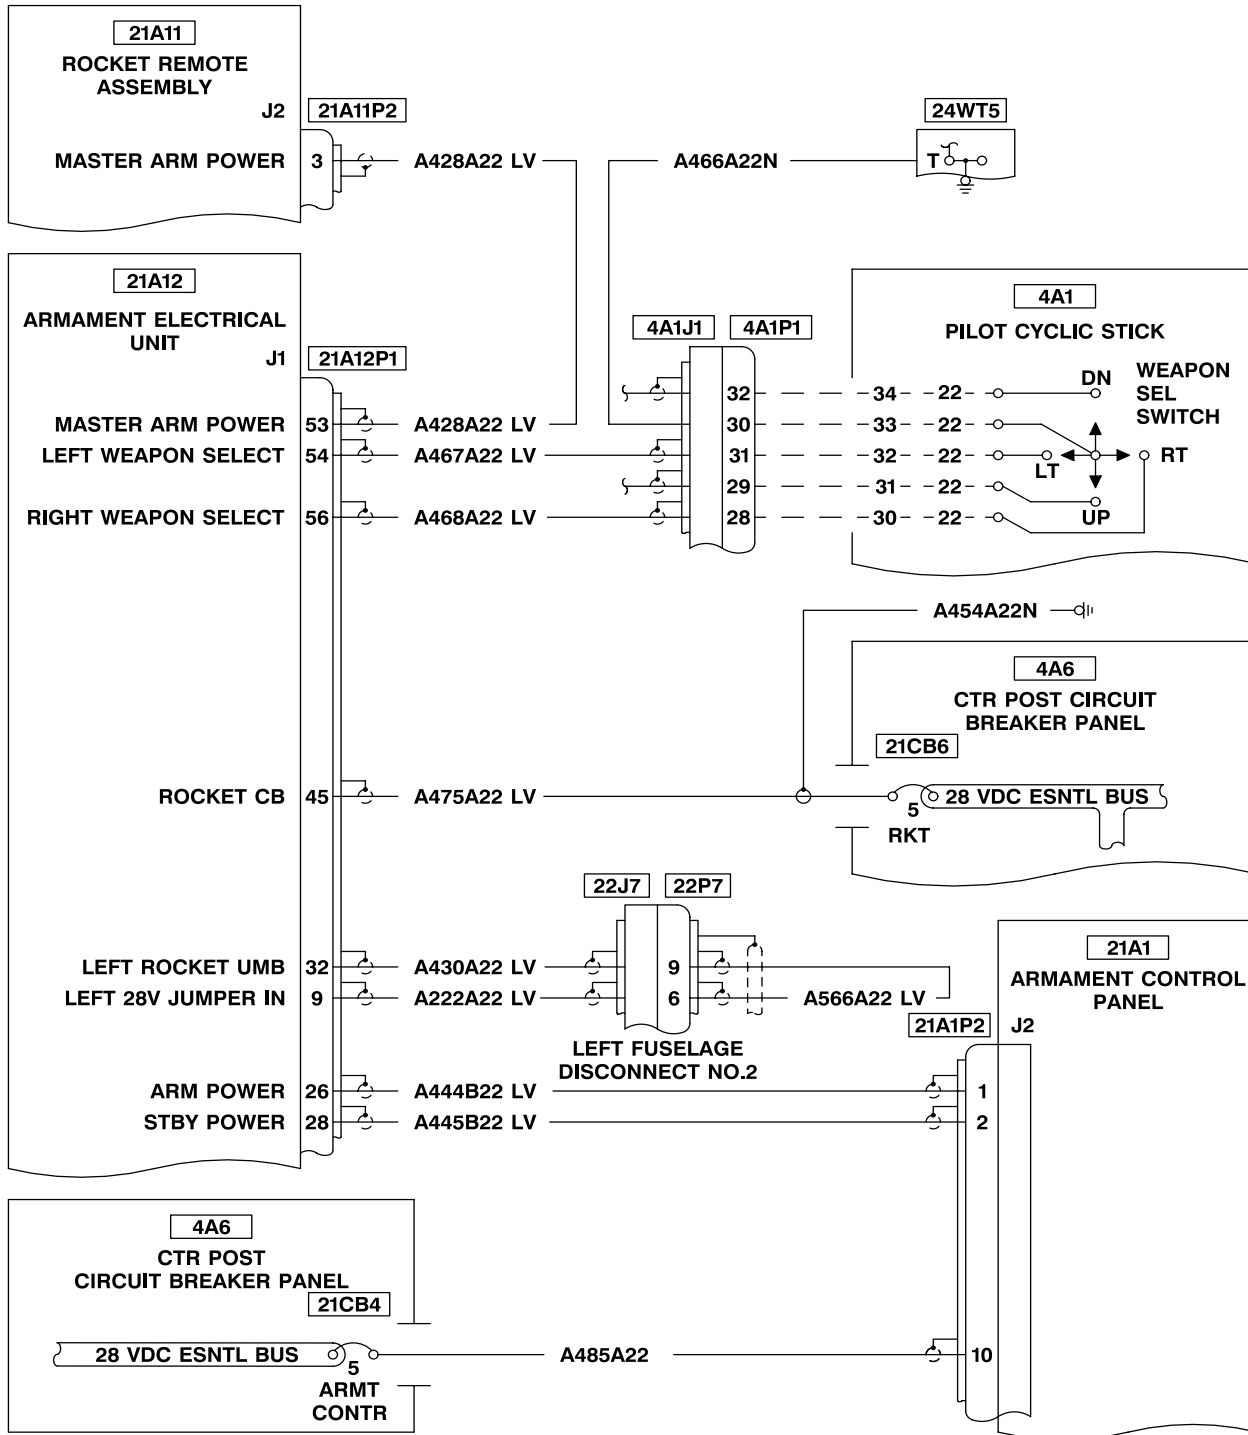 21A11
ROCKET REMOTE
ASSEMBLY
J2
21A11P2
MASTER ARM POWER
3
A428A22 LV
A466A22N
24WT5
T
21A12
ARMAMENT ELECTRICAL
UNIT
J1
21A12P1
MASTER ARM POWER
53
A428A22 LV
LEFT WEAPON SELECT
54
A467A22 LV
RIGHT WEAPON SELECT
56
A468A22 LV
4A1J1
4A1P1
32
30
31
29
28
4A1
PILOT CYCLIC STICK
34
22
33
22
32
22
31
22
30
22
DN
WEAPON
SEL
SWITCH
LT
RT
UP
A454A22N
4A6
CTR POST CIRCUIT
BREAKER PANEL
21CB6
ROCKET CB
45
A475A22 LV
5
28 VDC ESNTL BUS
RKT
22J7
22P7
LEFT ROCKET UMB
32
A430A22 LV
9
LEFT 28V JUMPER IN
9
A222A22 LV
6
A566A22 LV
LEFT FUSELAGE
DISCONNECT NO.2
21A1
ARMAMENT CONTROL
PANEL
21A1P2
J2
ARM POWER
26
A444B22 LV
1
STBY POWER
28
A445B22 LV
2
4A6
CTR POST
CIRCUIT BREAKER PANEL
21CB4
28 VDC ESNTL BUS
5
ARMT
CONTR
A485A22
10